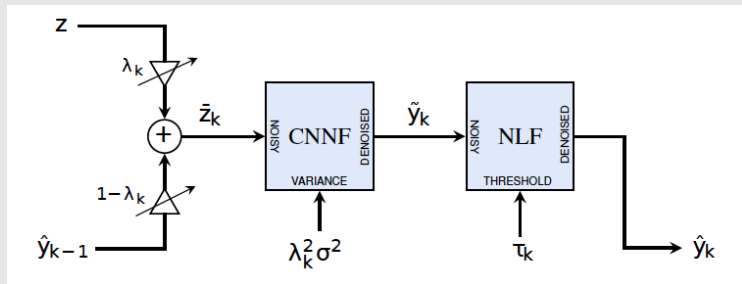 z
λₖ
z̄ₖ
+
NOISY
CNNF
DENOISED
VARIANCE
ỹₖ
NOISY
NLF
DENOISED
THRESHOLD
1−λₖ
ŷₖ₋₁
λₖ²σ²
τₖ
ŷₖ